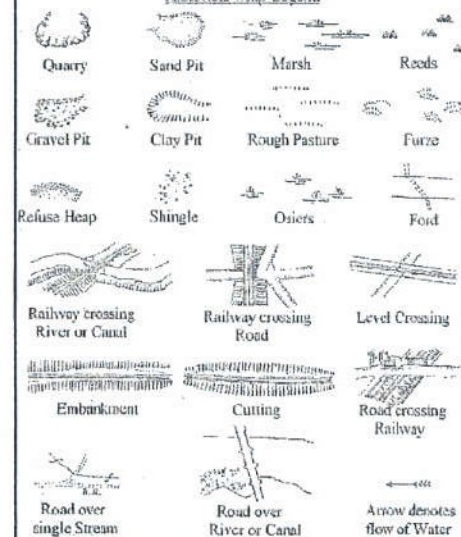 Quarry Sand Pit Marsh Reeds
Gravel Pit Clay Pit Rough Pasture Furze
Refuse Heap Shingle Osiers Ford
Railway crossing
River or Canal
Railway crossing
Road
Level Crossing
Embankment Cutting
Road crossing
Railway
Road over
single Stream
Road over
River or Canal
Arrow denotes
flow of Water